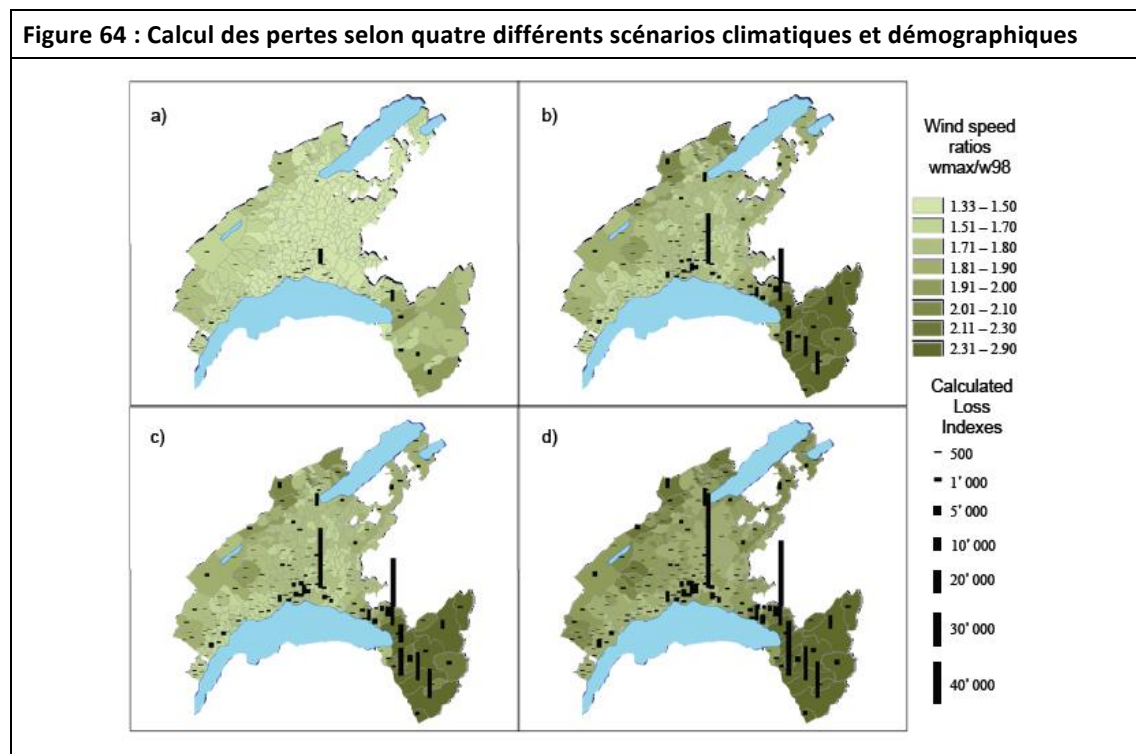 Figure 64 : Calcul des pertes selon quatre différents scénarios climatiques et démographiques
a)
b)
c)
d)
Wind speed
ratios
wmax/w98
1.33 – 1.50
1.51 – 1.70
1.71 – 1.80
1.81 – 1.90
1.91 – 2.00
2.01 – 2.10
2.11 – 2.30
2.31 – 2.90
Calculated
Loss
Indexes
500
1' 000
5' 000
10' 000
20' 000
30' 000
40' 000